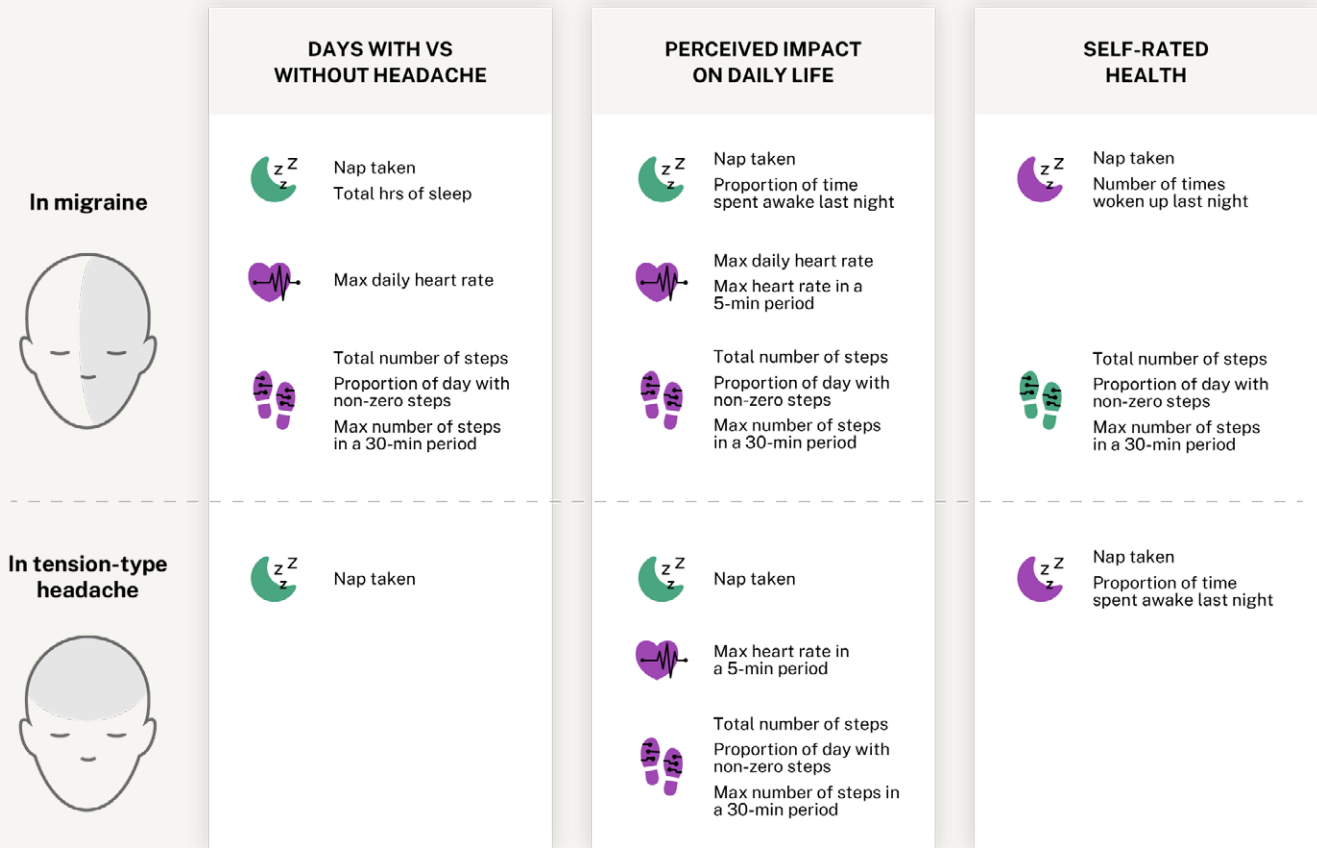 DAYS WITH VS
WITHOUT HEADACHE
PERCEIVED IMPACT
ON DAILY LIFE
SELF-RATED
HEALTH
In migraine
z Z
z
Nap taken
Total hrs of sleep
Max daily heart rate
Total number of steps
Proportion of day with
non-zero steps
Max number of steps
in a 30-min period
z Z
z
Nap taken
Proportion of time
spent awake last night
Max daily heart rate
Max heart rate in a
5-min period
Total number of steps
Proportion of day with
non-zero steps
Max number of steps
in a 30-min period
z Z
z
Nap taken
Number of times
woken up last night
Total number of steps
Proportion of day with
non-zero steps
Max number of steps
in a 30-min period
In tension-type
headache
z Z
z
Nap taken
z Z
z
Nap taken
Max heart rate in
a 5-min period
Total number of steps
Proportion of day with
non-zero steps
Max number of steps in
a 30-min period
z Z
z
Nap taken
Proportion of time
spent awake last night